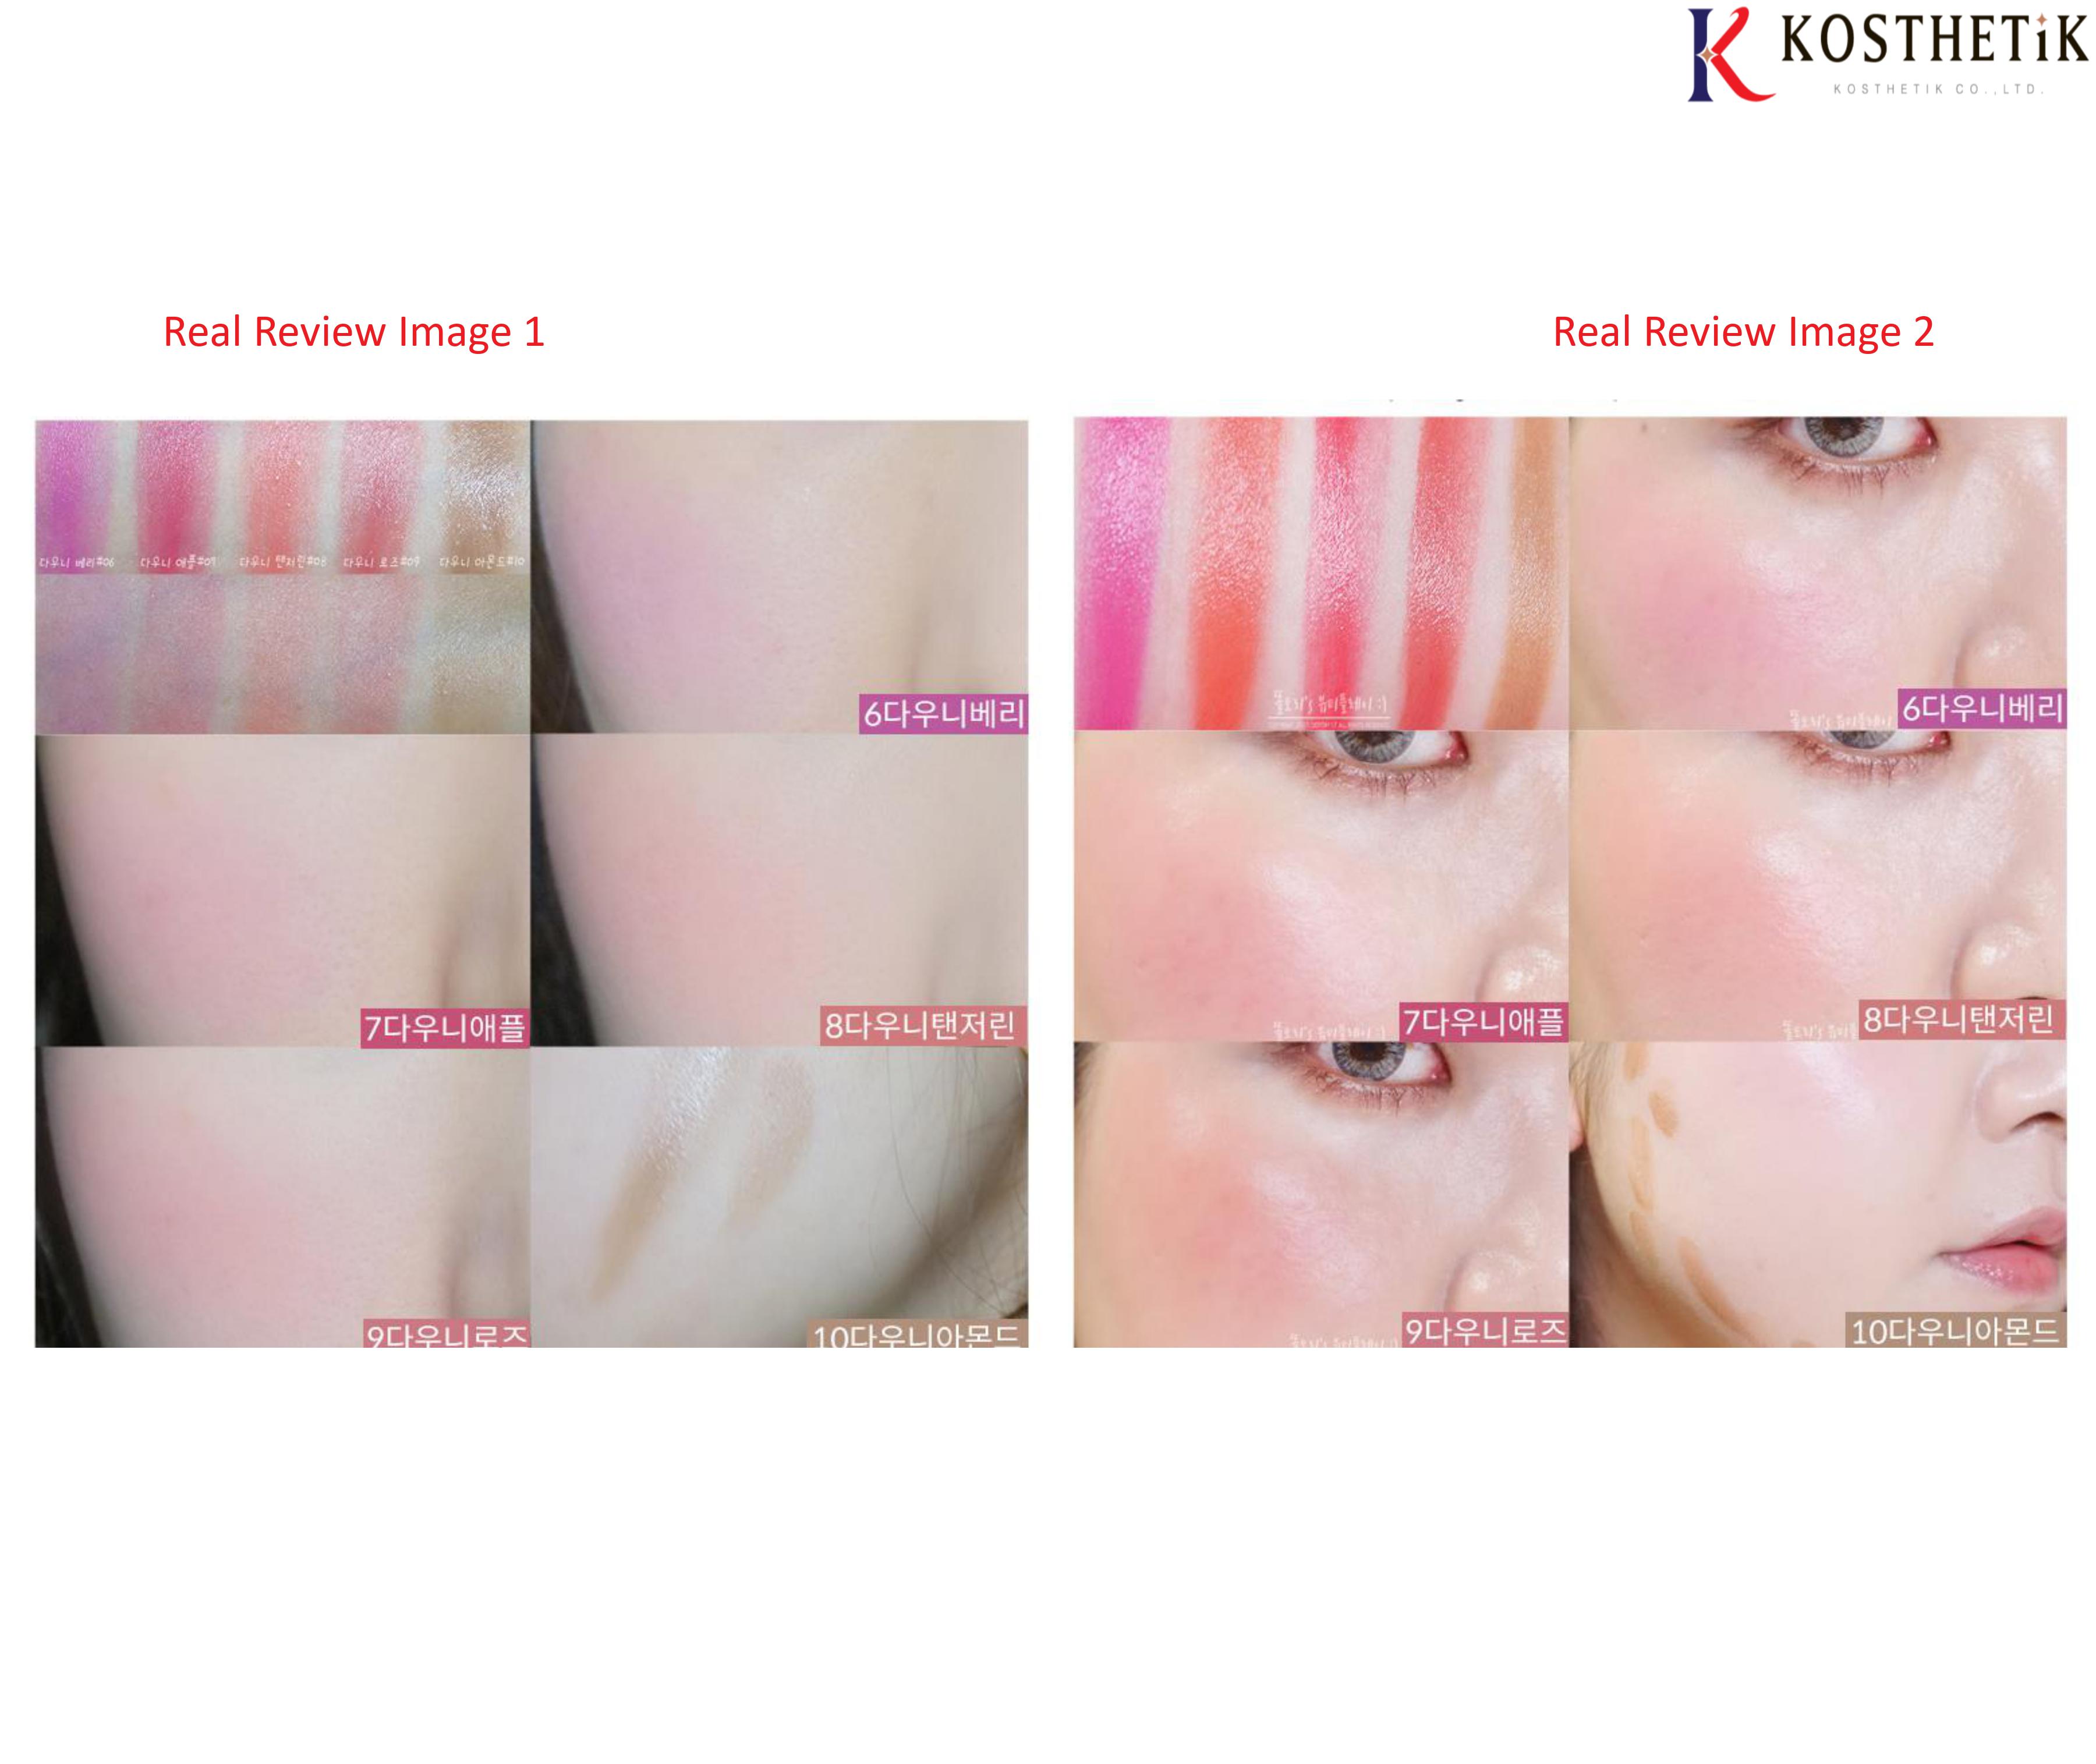 KOSTHETiK
KOSTHETIK CO.,LTD.
Real Review Image 1
Real Review Image 2
다우니 베리#06 다우니 애플#07 다우니 탠저린#08 다우니 로즈#09 다우니 아몬드#10
6다우니베리
7다우니애플
8다우니탠저린
9다우니로즈
10다우니아몬드
6다우니베리
7다우니애플
8다우니탠저린
9다우니로즈
10다우니아몬드